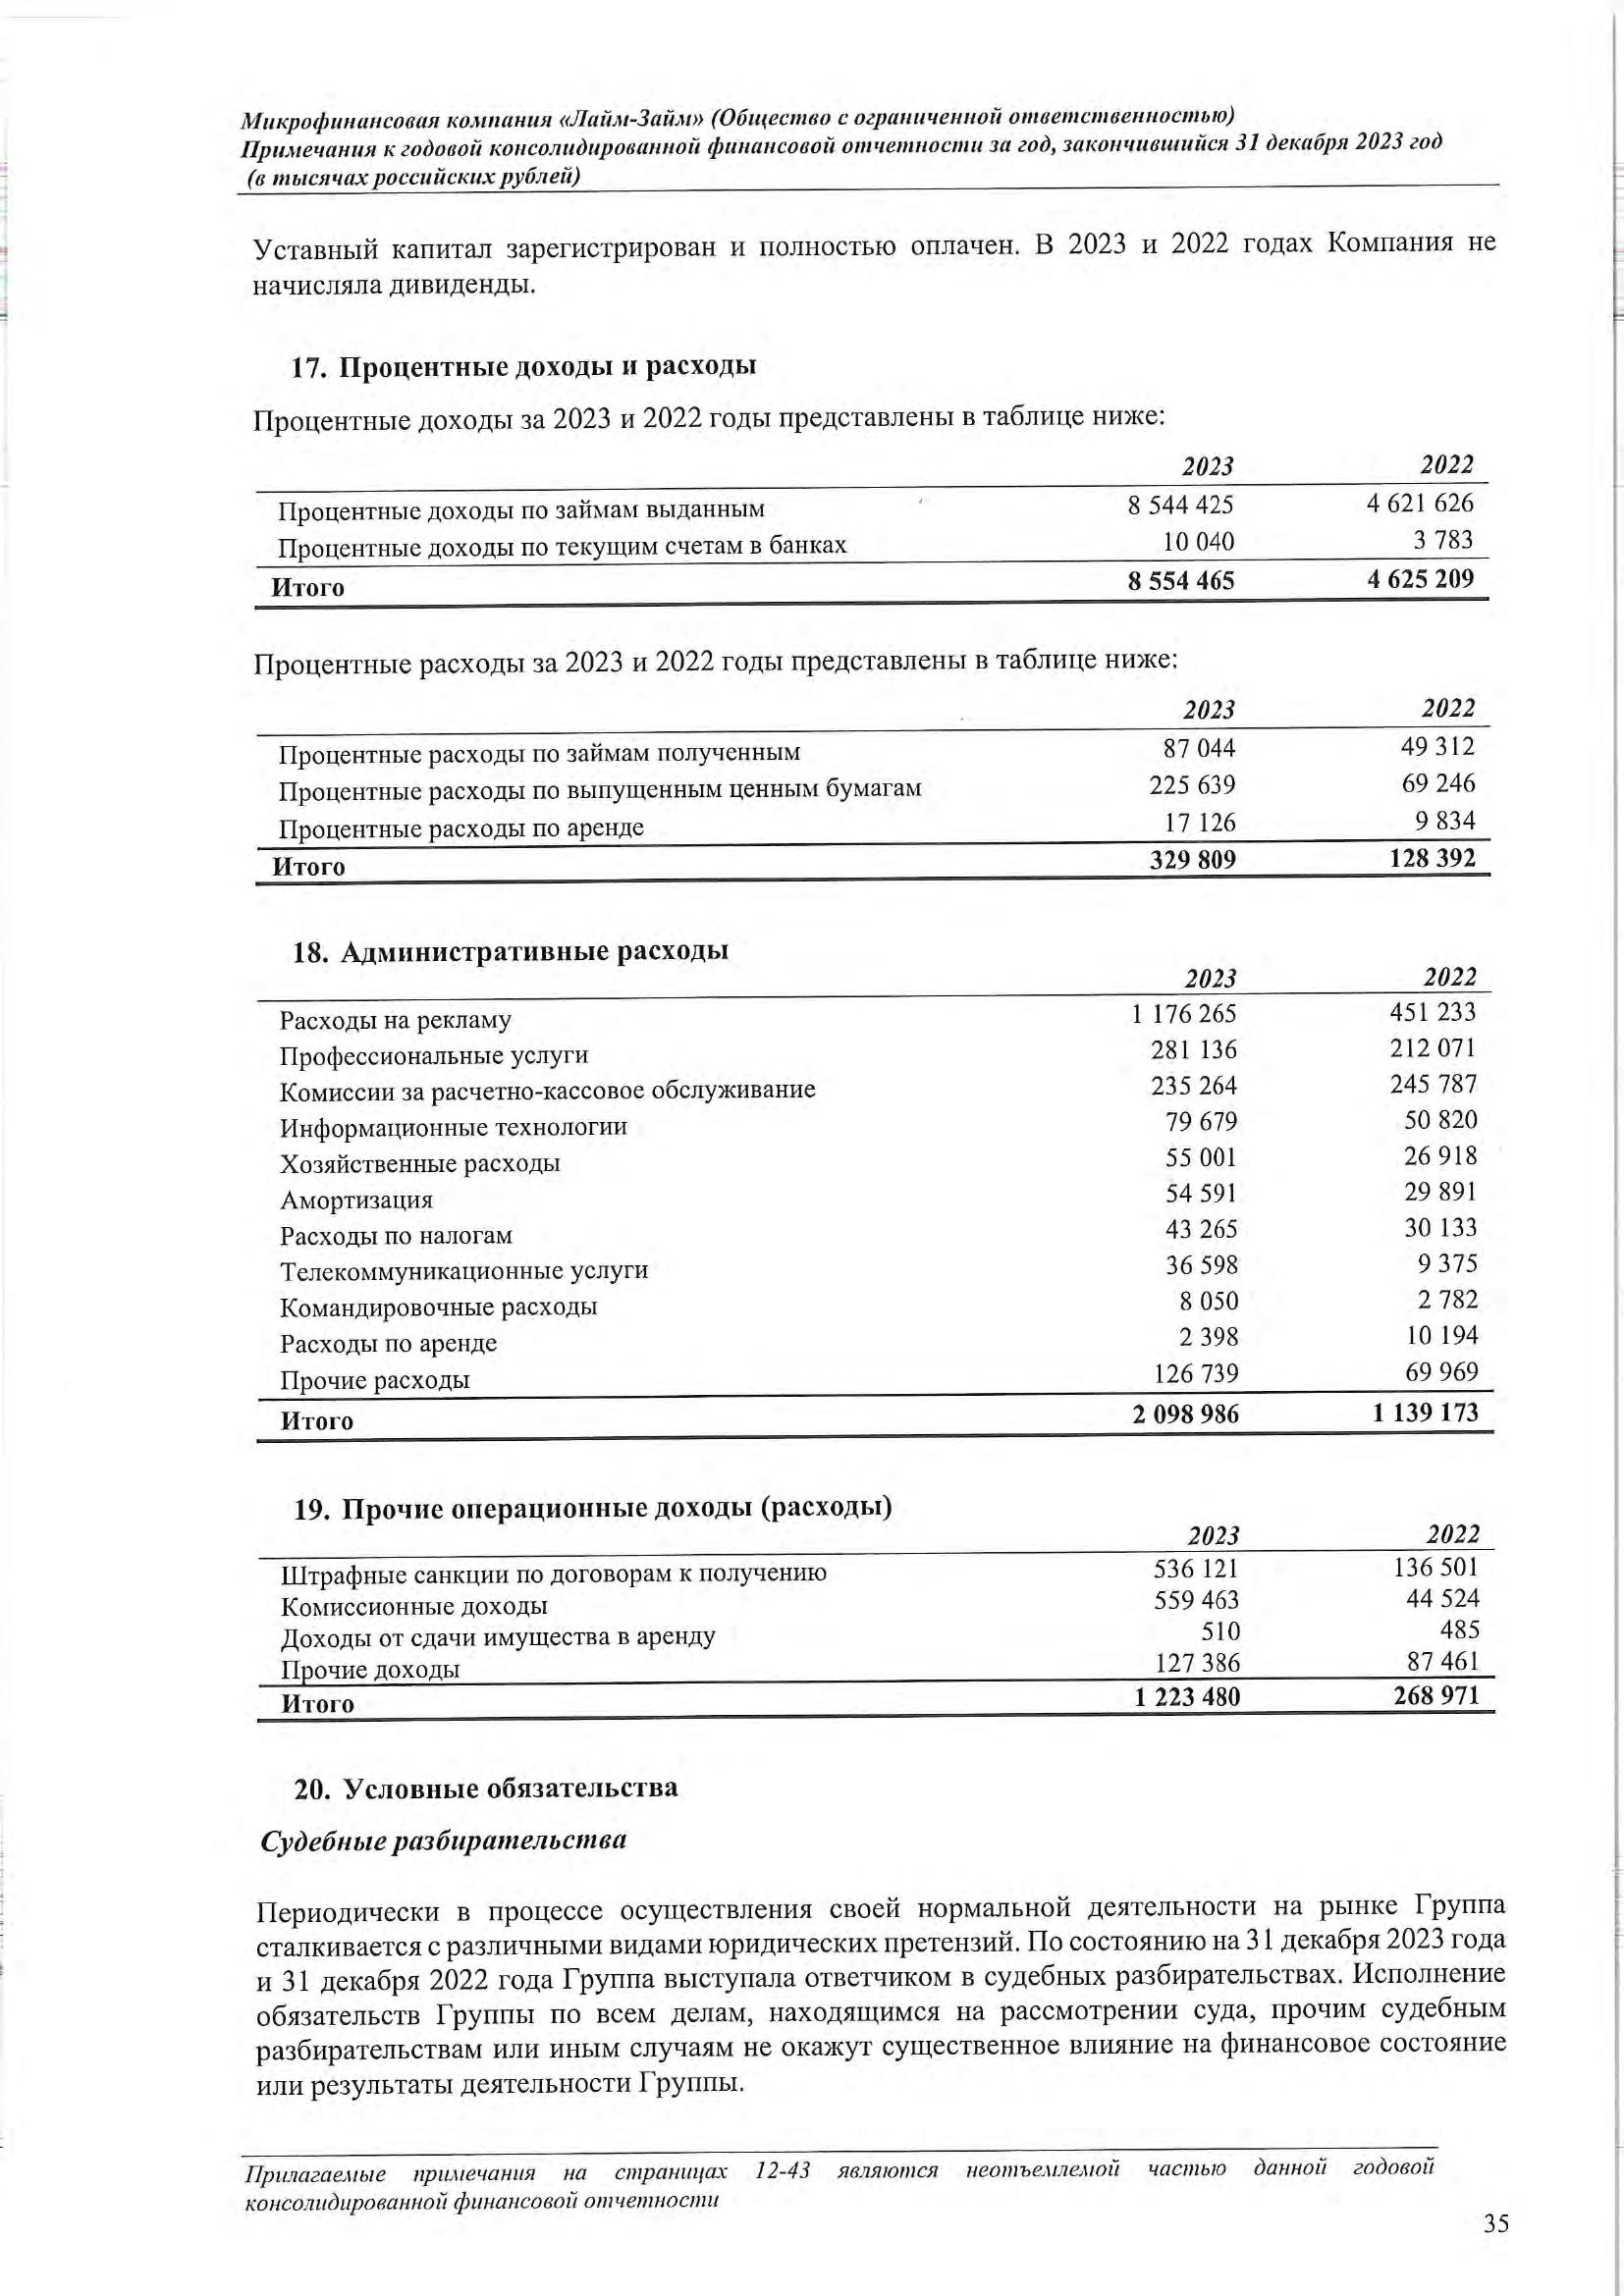 Микрофинансовая компания «Лайм-Займ» (Общество с ограниченной ответственностью)
Примечания к годовой консолидированной финансовой отчетности за год, закончившийся 31 декабря 2023 год
(в тысячах российских рублей)
Уставный капитал зарегистрирован и полностью оплачен. В 2023 и 2022 годах Компания не
начисляла дивиденды.
17. Процентные доходы и расходы
Процентные доходы за 2023 и 2022 годы представлены в таблице ниже:
2023 2022
Процентные доходы по займам выданным 8 544 425 4 621 626
Процентные доходы по текущим счетам в банках 10 040 3 783
Итого 8 554 465 4 625 209
Процентные расходы за 2023 и 2022 годы представлены в таблице ниже:
2023 2022
Процентные расходы по займам полученным 87 044 49 312
Процентные расходы по выпущенным ценным бумагам 225 639 69 246
Процентные расходы по аренде 17 126 9 834
Итого 329 809 128 392
18. Административные расходы
2023 2022
Расходы на рекламу 1 176 265 451 233
Профессиональные услуги 281 136 212 071
Комиссии за расчетно-кассовое обслуживание 235 264 245 787
Информационные технологии 79 679 50 820
Хозяйственные расходы 55 001 26 918
Амортизация 54 591 29 891
Расходы по налогам 43 265 30 133
Телекоммуникационные услуги 36 598 9 375
Командировочные расходы 8 050 2 782
Расходы по аренде 2 398 10 194
Прочие расходы 126 739 69 969
Итого 2 098 986 1 139 173
19. Прочие операционные доходы (расходы)
2023 2022
Штрафные санкции по договорам к получению 536 121 136 501
Комиссионные доходы 559 463 44 524
Доходы от сдачи имущества в аренду 510 485
Прочие доходы 127 386 87 461
Итого 1 223 480 268 971
20. Условные обязательства
Судебные разбирательства
Периодически в процессе осуществления своей нормальной деятельности на рынке Группа
сталкивается с различными видами юридических претензий. По состоянию на 31 декабря 2023 года
и 31 декабря 2022 года Группа выступала ответчиком в судебных разбирательствах. Исполнение
обязательств Группы по всем делам, находящимся на рассмотрении суда, прочим судебным
разбирательствам или иным случаям не окажут существенное влияние на финансовое состояние
или результаты деятельности Группы.
Прилагаемые примечания на страницах 12-43 являются неотъемлемой частью данной годовой
консолидированной финансовой отчетности
35